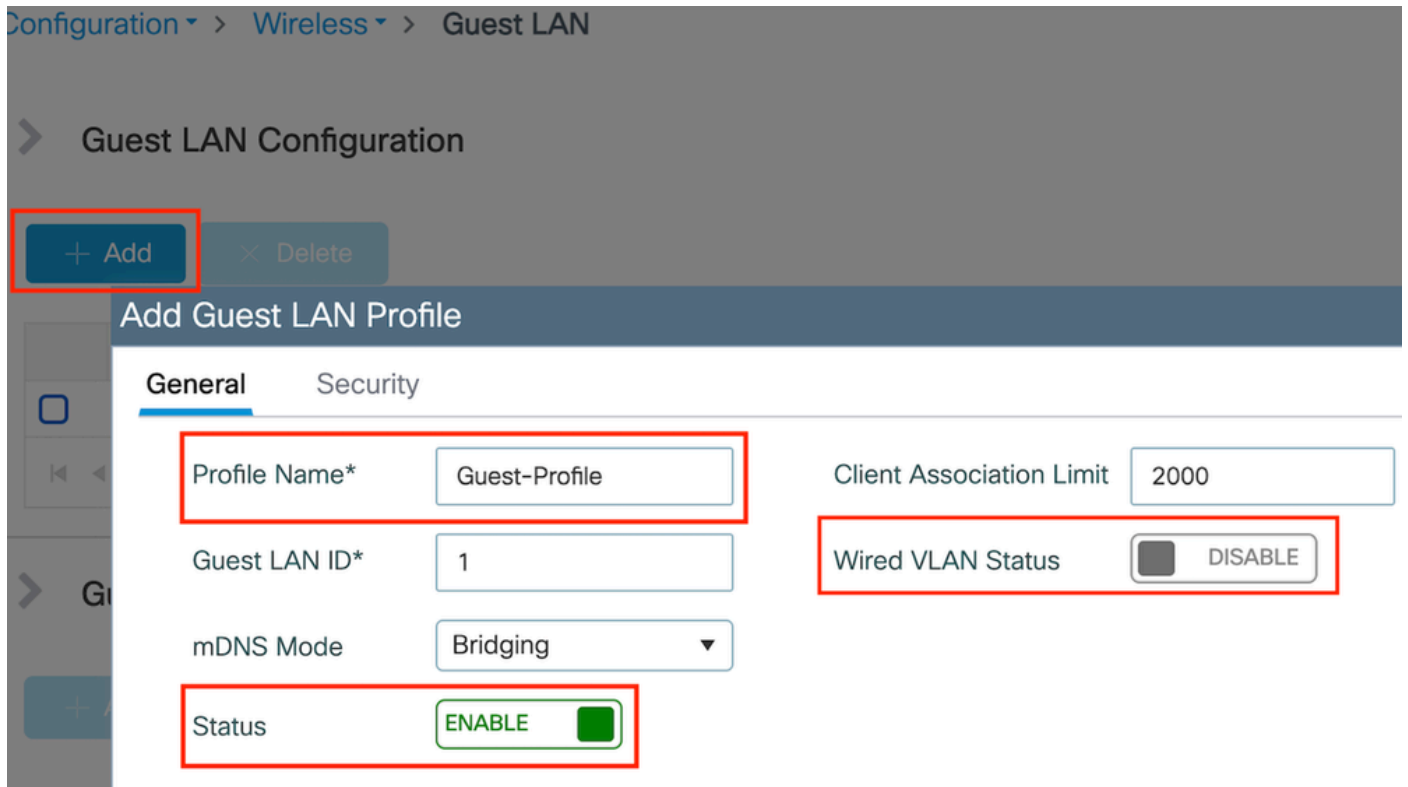 Configuration > Wireless > Guest LAN
Guest LAN Configuration
+ Add × Delete
Add Guest LAN Profile
General Security
Profile Name* Guest-Profile Client Association Limit 2000
Guest LAN ID* 1 Wired VLAN Status DISABLE
mDNS Mode Bridging
Status ENABLE